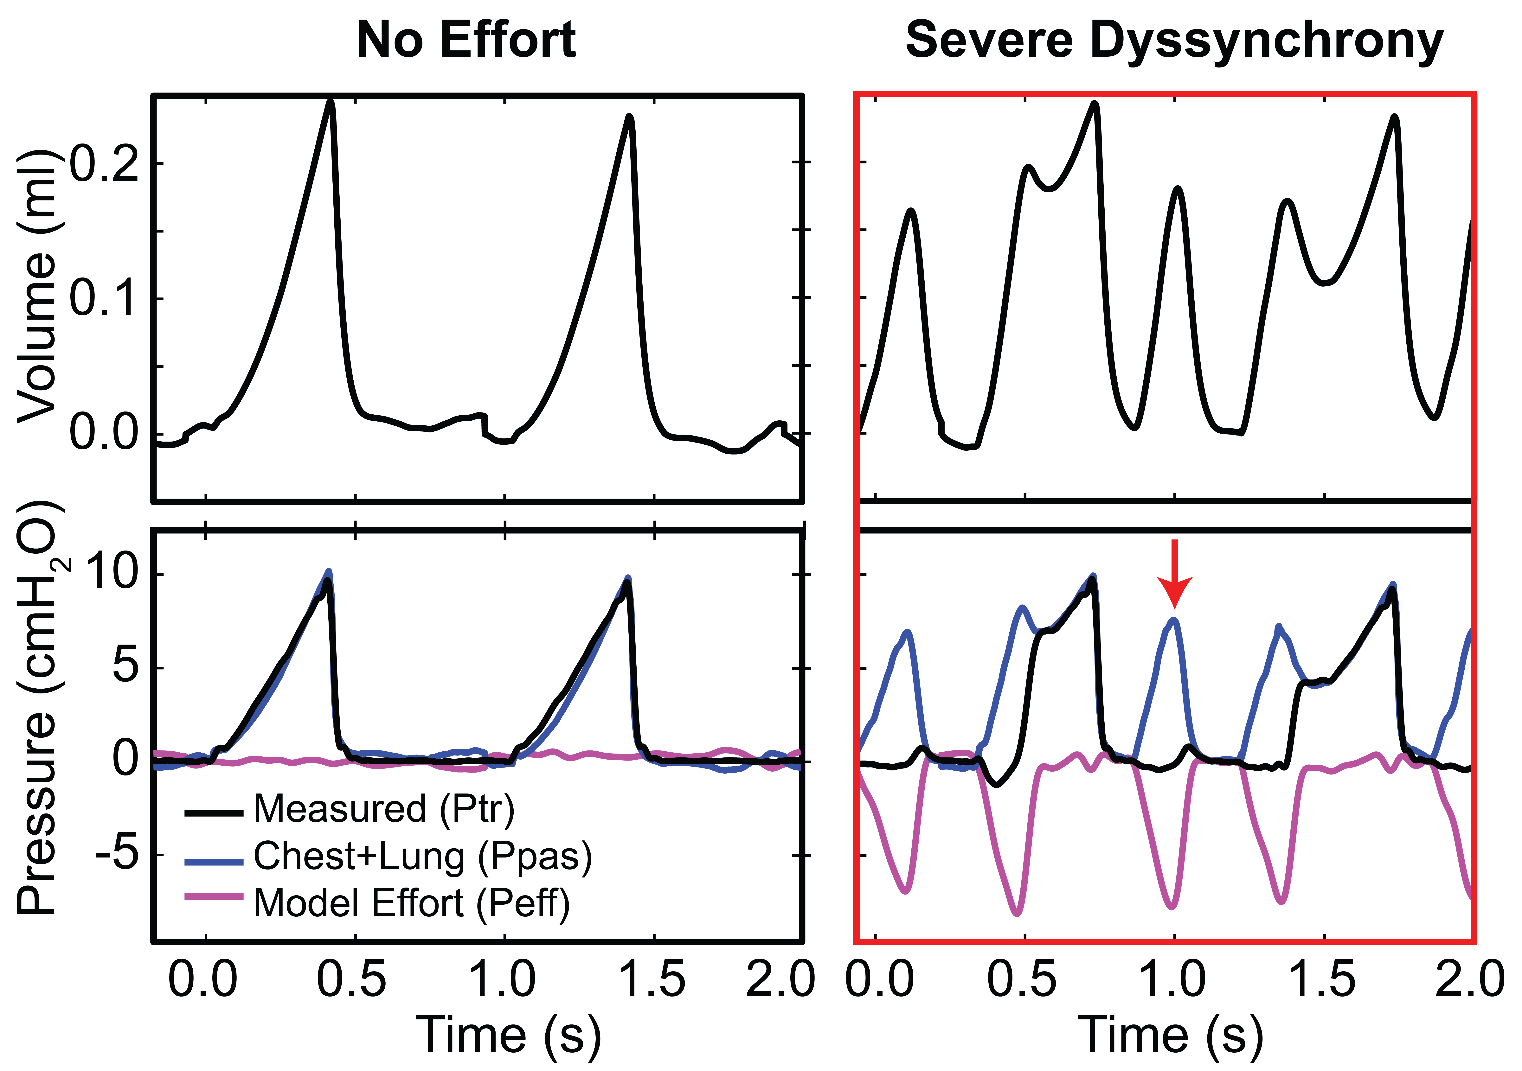 No Effort
Severe Dyssynchrony
Volume (ml)
0.2
0.1
0.0
Pressure (cmH₂O)
10
5
0
-5
Measured (Ptr)
Chest+Lung (Ppas)
Model Effort (Peff)
0.0 0.5 1.0 1.5 2.0
0.0 0.5 1.0 1.5 2.0
Time (s)
Time (s)